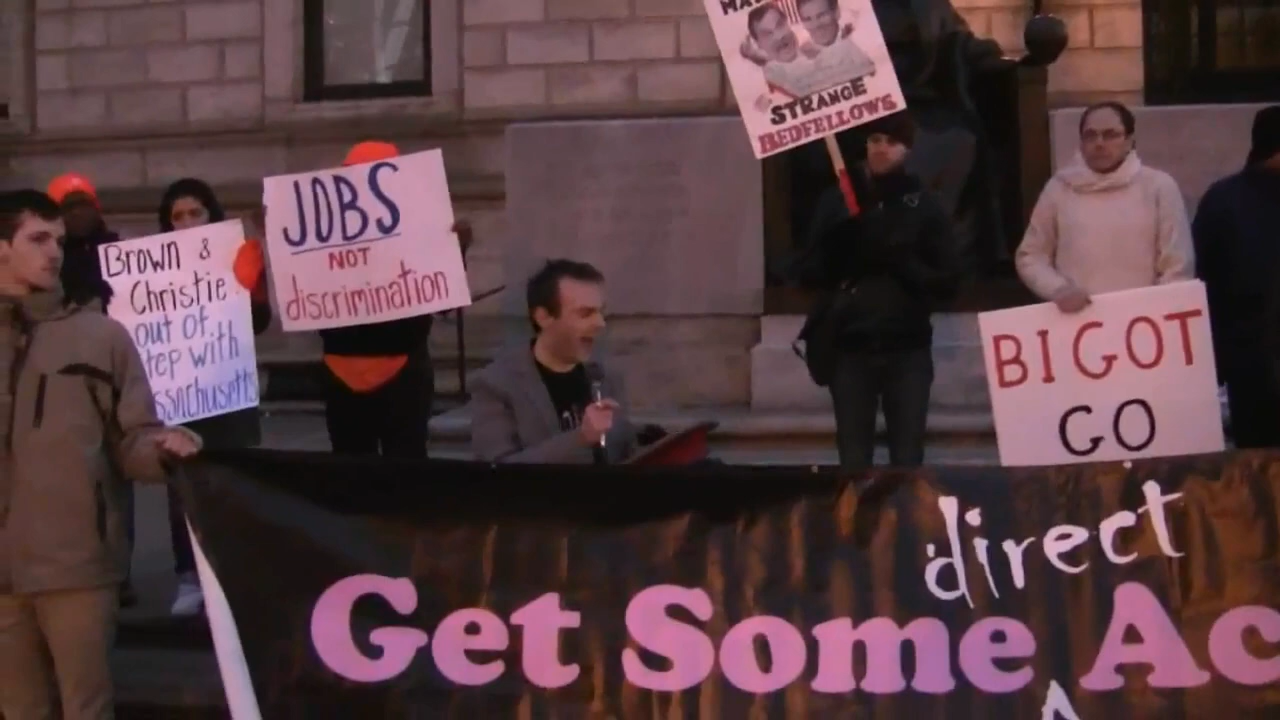 STRANGE
BEDFELLOWS
Brown &
Christie
out of
tep with
ssachusetts
JOBS
NOT
discrimination
BIGOT
GO
direct
Get Some Ac